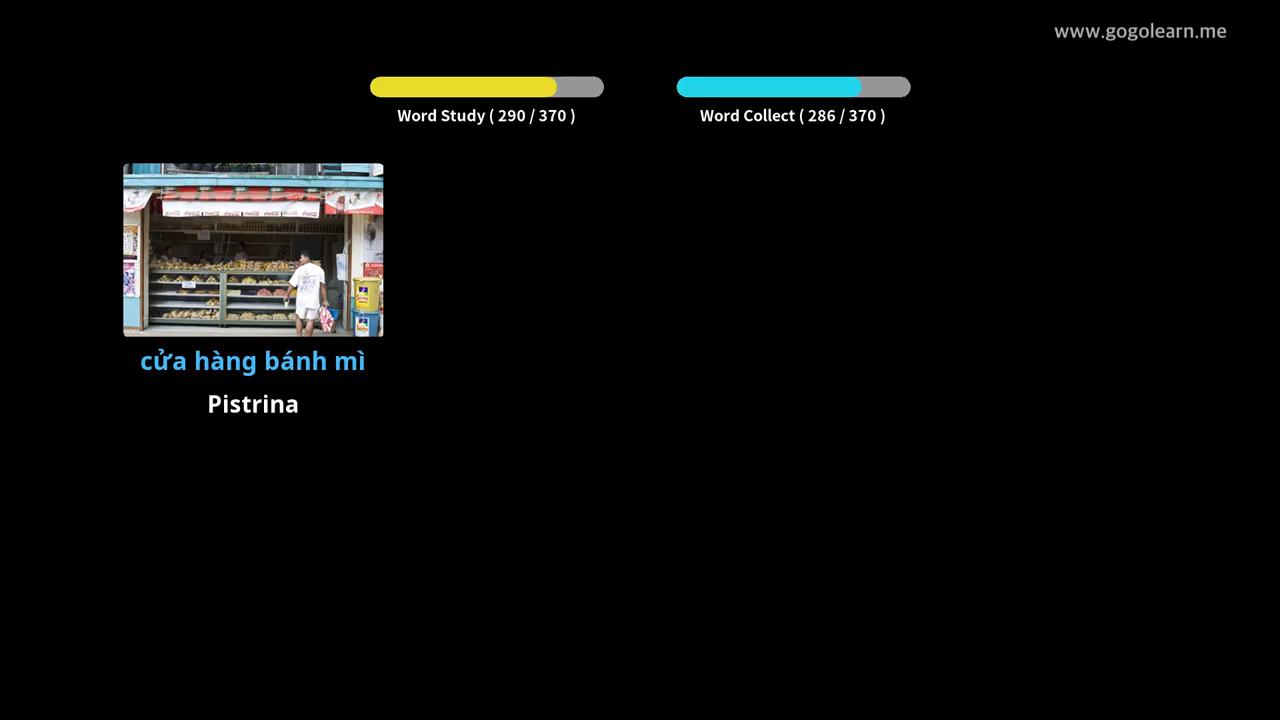 www.gogolearn.me
Word Study ( 290 / 370 )
Word Collect ( 286 / 370 )
cửa hàng bánh mì
Pistrina